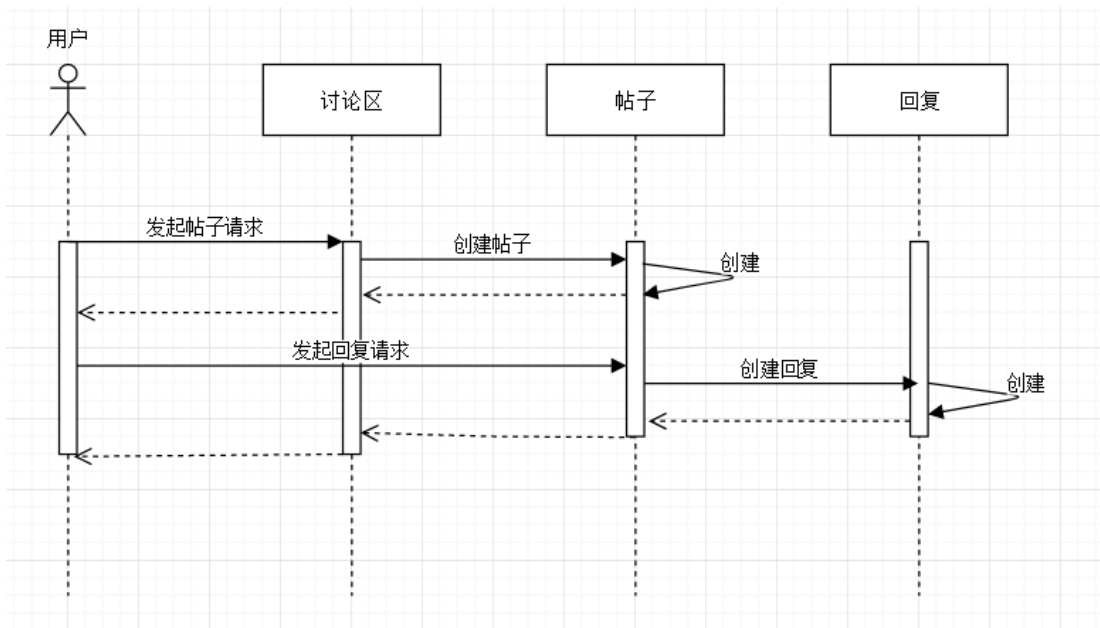 用户
讨论区
帖子
回复
发起帖子请求
创建帖子
创建
发起回复请求
创建回复
创建